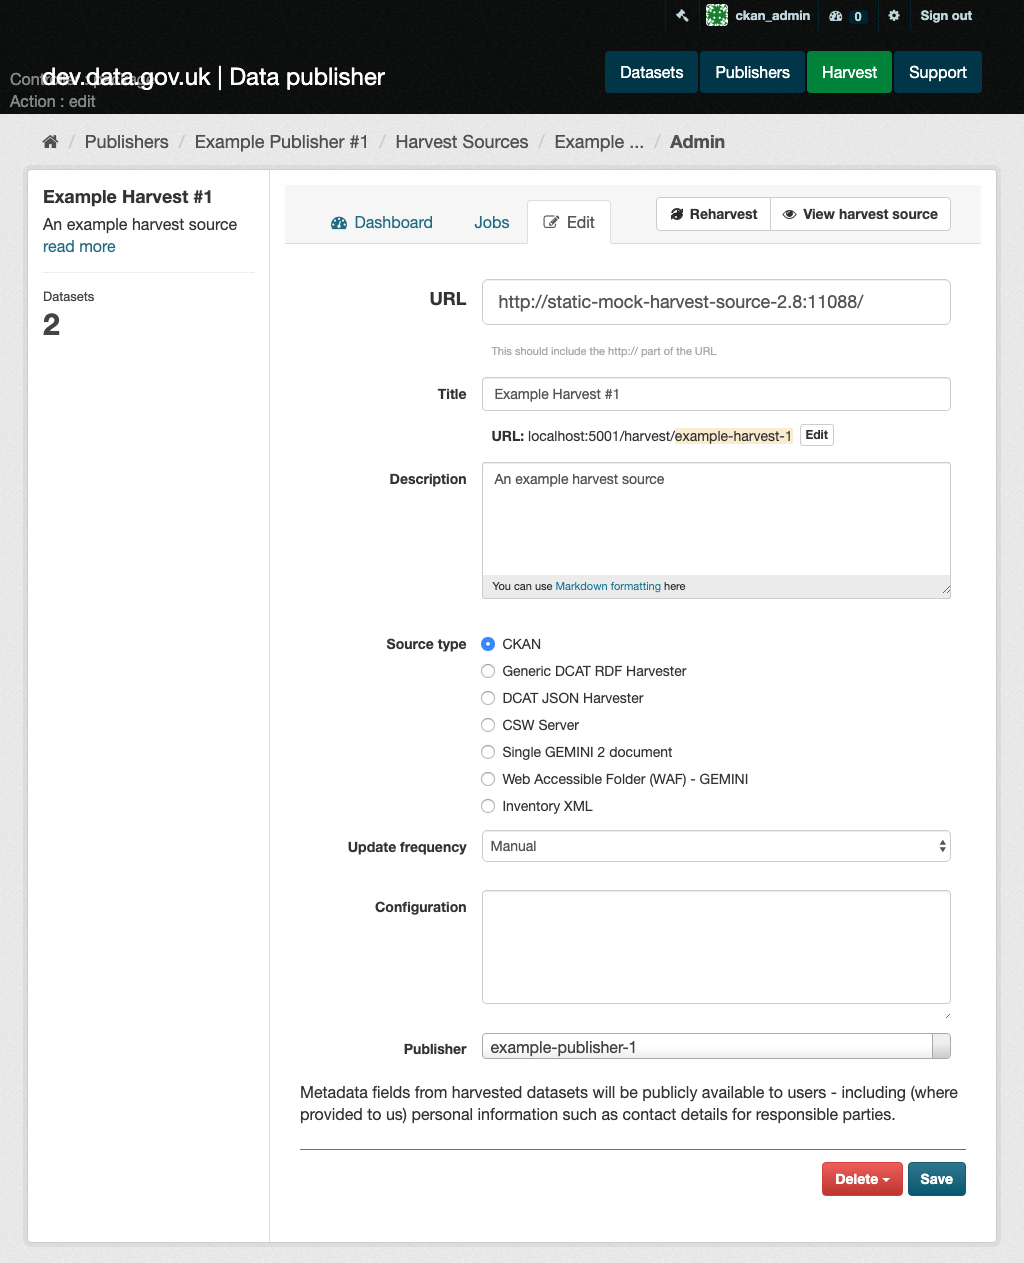 ckan_admin 0 Sign out
dev.data.gov.uk | Data publisher
Action : edit
Datasets Publishers Harvest Support
/ Publishers / Example Publisher #1 / Harvest Sources / Example ... / Admin
Example Harvest #1
An example harvest source
read more
Datasets
2
Dashboard Jobs Edit
Reharvest View harvest source
URL http://static-mock-harvest-source-2.8:11088/
This should include the http:// part of the URL
Title Example Harvest #1
URL: localhost:5001/harvest/example-harvest-1 Edit
Description An example harvest source
You can use Markdown formatting here
Source type CKAN
Generic DCAT RDF Harvester
DCAT JSON Harvester
CSW Server
Single GEMINI 2 document
Web Accessible Folder (WAF) - GEMINI
Inventory XML
Update frequency Manual
Configuration
Publisher example-publisher-1
Metadata fields from harvested datasets will be publicly available to users - including (where
provided to us) personal information such as contact details for responsible parties.
Delete Save